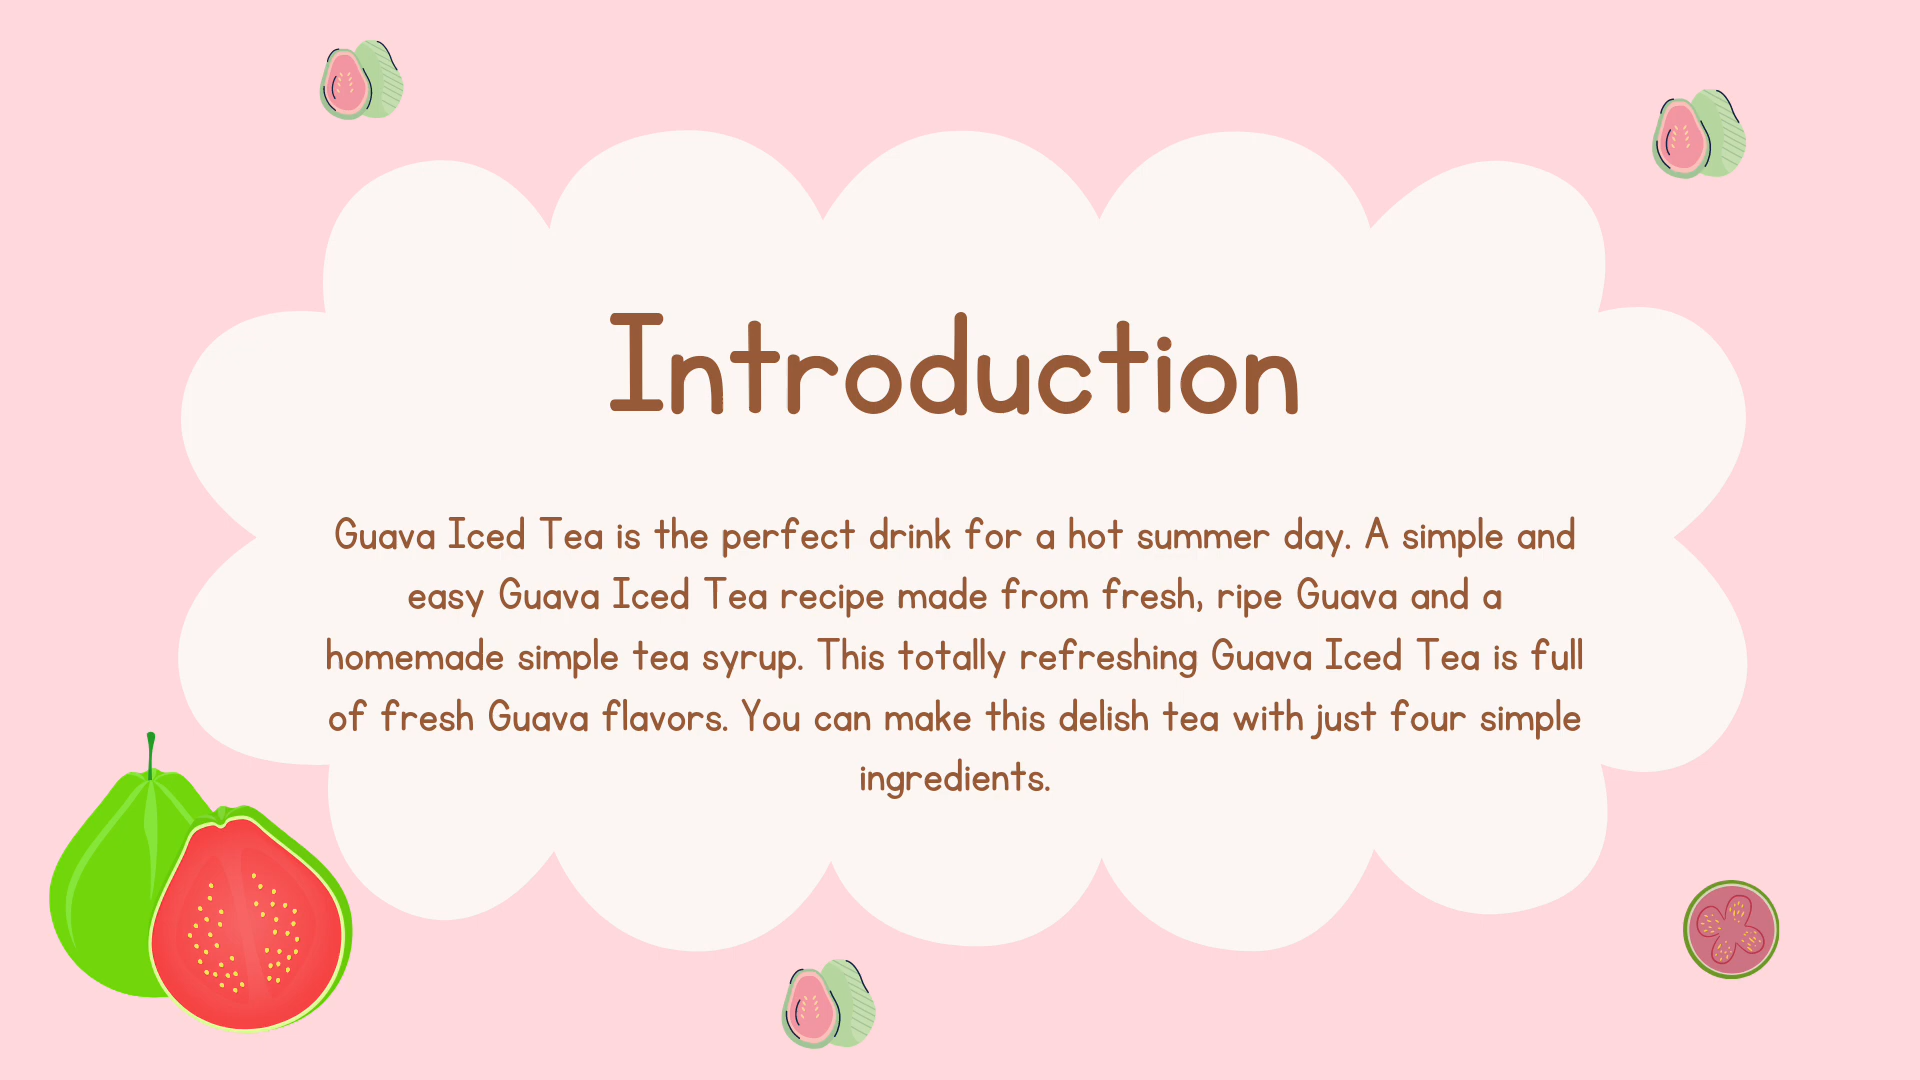 Introduction
Guava Iced Tea is the perfect drink for a hot summer day. A simple and
easy Guava Iced Tea recipe made from fresh, ripe Guava and a
homemade simple tea syrup. This totally refreshing Guava Iced Tea is full
of fresh Guava flavors. You can make this delish tea with just four simple
ingredients.